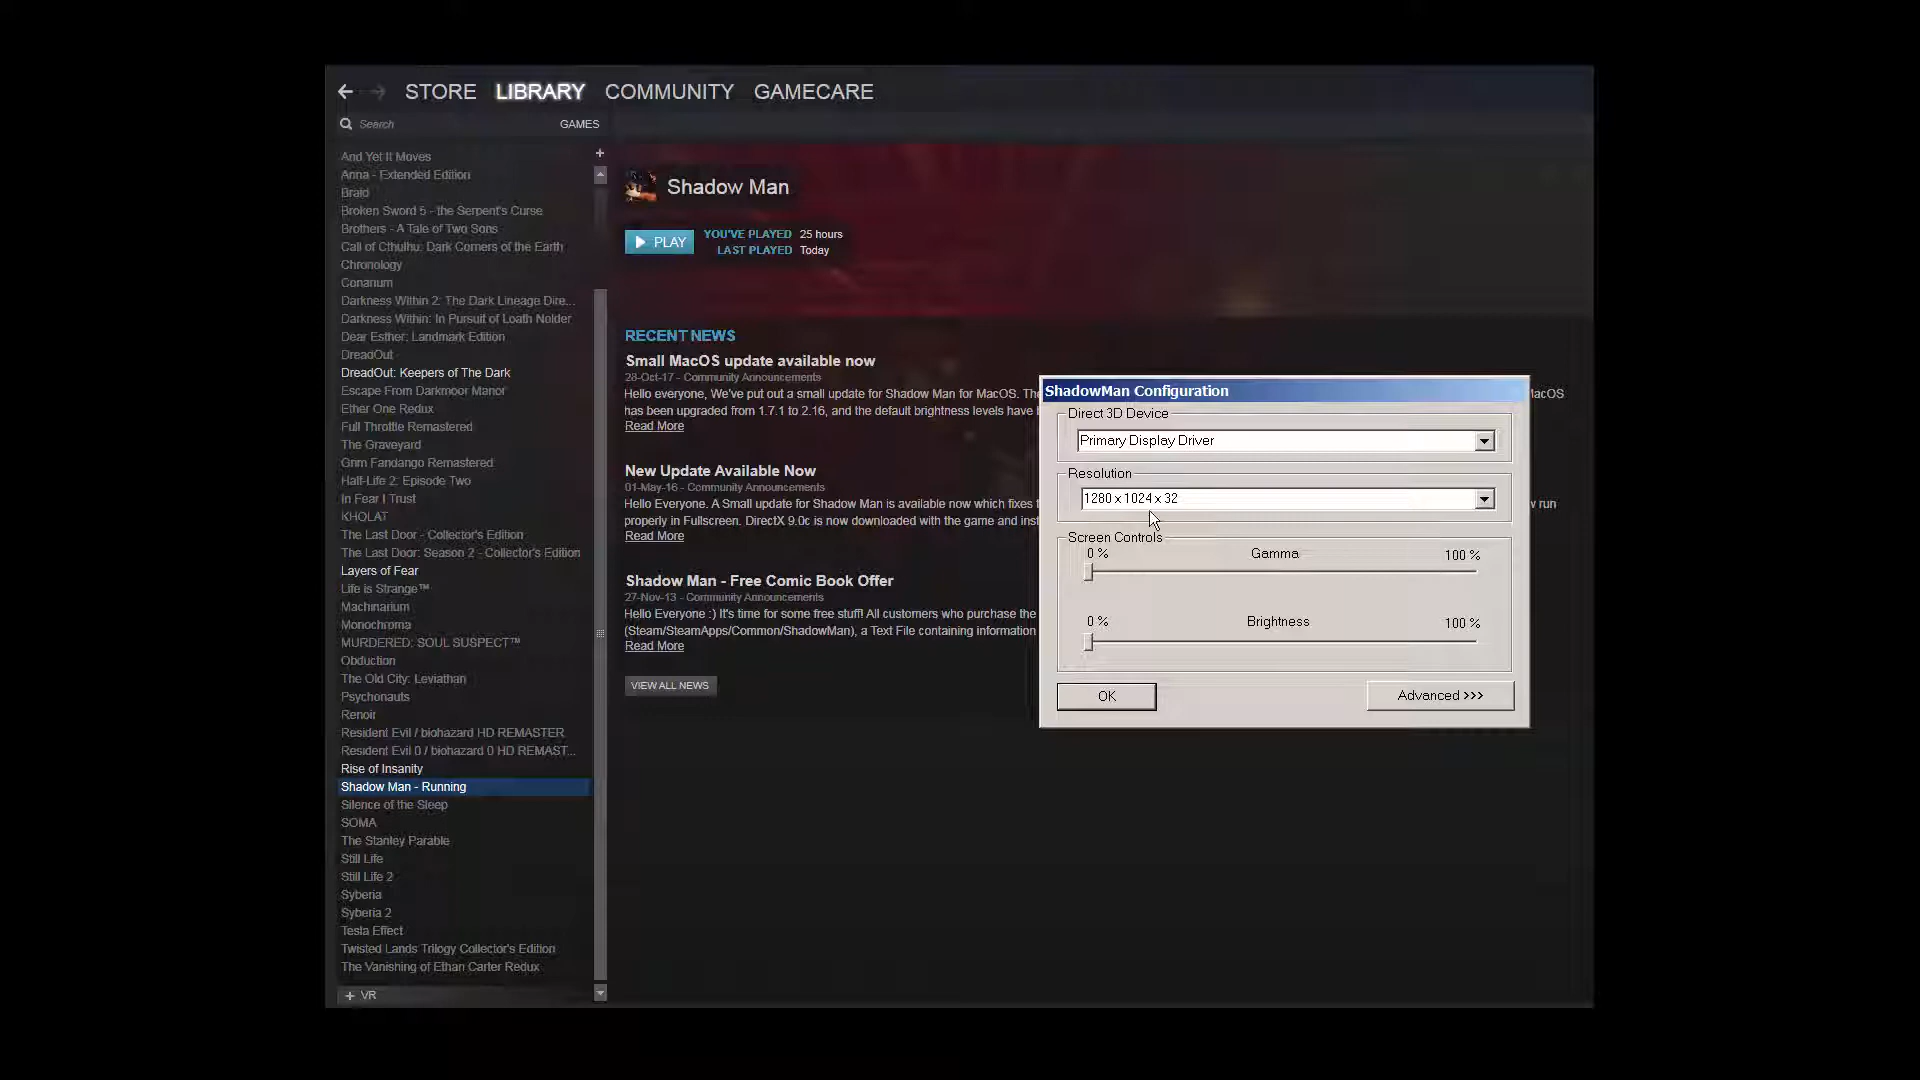 STORE LIBRARY COMMUNITY GAMECARE
Search GAMES
And Yet It Moves
Anna - Extended Edition
Braid
Broken Sword 5 - the Serpent's Curse
Brothers - A Tale of Two Sons
Call of Cthulhu: Dark Corners of the Earth
Chronology
Conarium
Darkness Within 2: The Dark Lineage Dire...
Darkness Within: In Pursuit of Loath Nolder
Dear Esther: Landmark Edition
DreadOut
DreadOut: Keepers of The Dark
Escape From Darkmoor Manor
Ether One Redux
Full Throttle Remastered
The Graveyard
Grim Fandango Remastered
Half-Life 2: Episode Two
In Fear I Trust
KHOLAT
The Last Door - Collector's Edition
The Last Door: Season 2 - Collector's Edition
Layers of Fear
Life is Strange™
Machinarium
Monochroma
MURDERED: SOUL SUSPECT™
Obduction
The Old City: Leviathan
Psychonauts
Renoir
Resident Evil / biohazard HD REMASTER
Resident Evil 0 / biohazard 0 HD REMAST...
Rise of Insanity
Shadow Man - Running
Silence of the Sleep
SOMA
The Stanley Parable
Still Life
Still Life 2
Syberia
Syberia 2
Tesla Effect
Twisted Lands Trilogy Collector's Edition
The Vanishing of Ethan Carter Redux
+ VR
Shadow Man
PLAY
YOU'VE PLAYED 25 hours
LAST PLAYED Today
RECENT NEWS
Small MacOS update available now
28-Oct-17 - Community Announcements
Hello everyone, We've put out a small update for Shadow Man for MacOS.
has been upgraded from 1.7.1 to 2.16, and the default brightness levels have
Read More
New Update Available Now
01-May-16 - Community Announcements
Hello Everyone. A Small update for Shadow Man is available now which fixes run
properly in Fullscreen. DirectX 9.0c is now downloaded with the game and
Read More
Shadow Man - Free Comic Book Offer
27-Nov-13 - Community Announcements
Hello Everyone :) It's time for some free stuff! All customers who purchase the
(Steam/SteamApps/Common/ShadowMan), a Text File containing information
Read More
VIEW ALL NEWS
ShadowMan Configuration
Direct 3D Device
Primary Display Driver
Resolution
1280 x 1024 x 32
Screen Controls
0 % Gamma 100 %
0 % Brightness 100 %
OK Advanced >>>